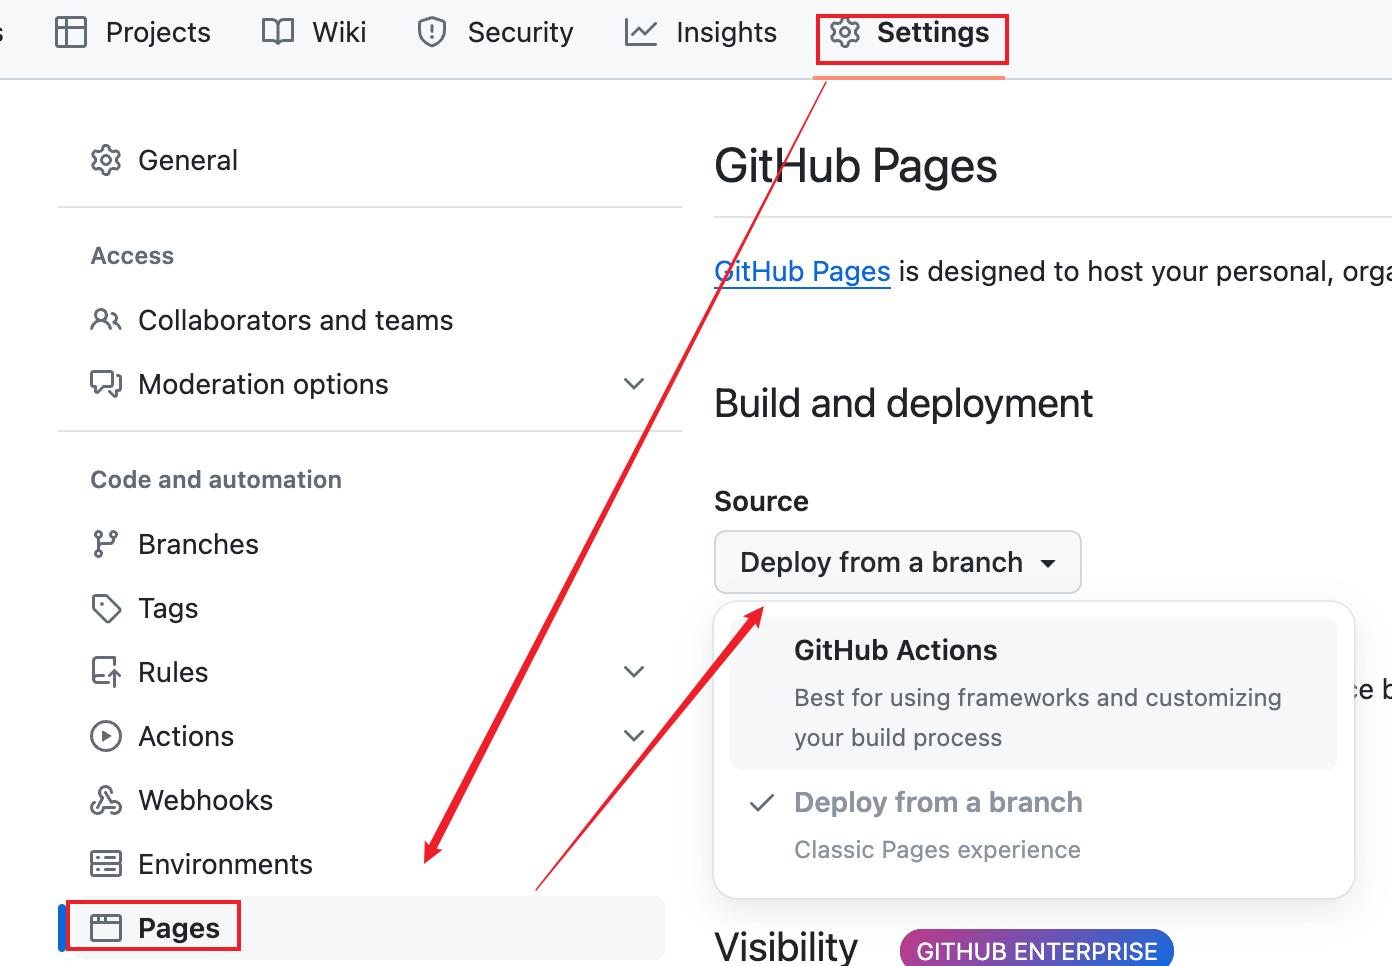 Projects
Wiki
Security
Insights
Settings
General
Access
Collaborators and teams
Moderation options
Code and automation
Branches
Tags
Rules
Actions
Webhooks
Environments
Pages
GitHub Pages
GitHub Pages is designed to host your personal,
Build and deployment
Source
Deploy from a branch
GitHub Actions
Best for using frameworks and customizing
your build process
Deploy from a branch
Classic Pages experience
Visibility GITHUB ENTERPRISE